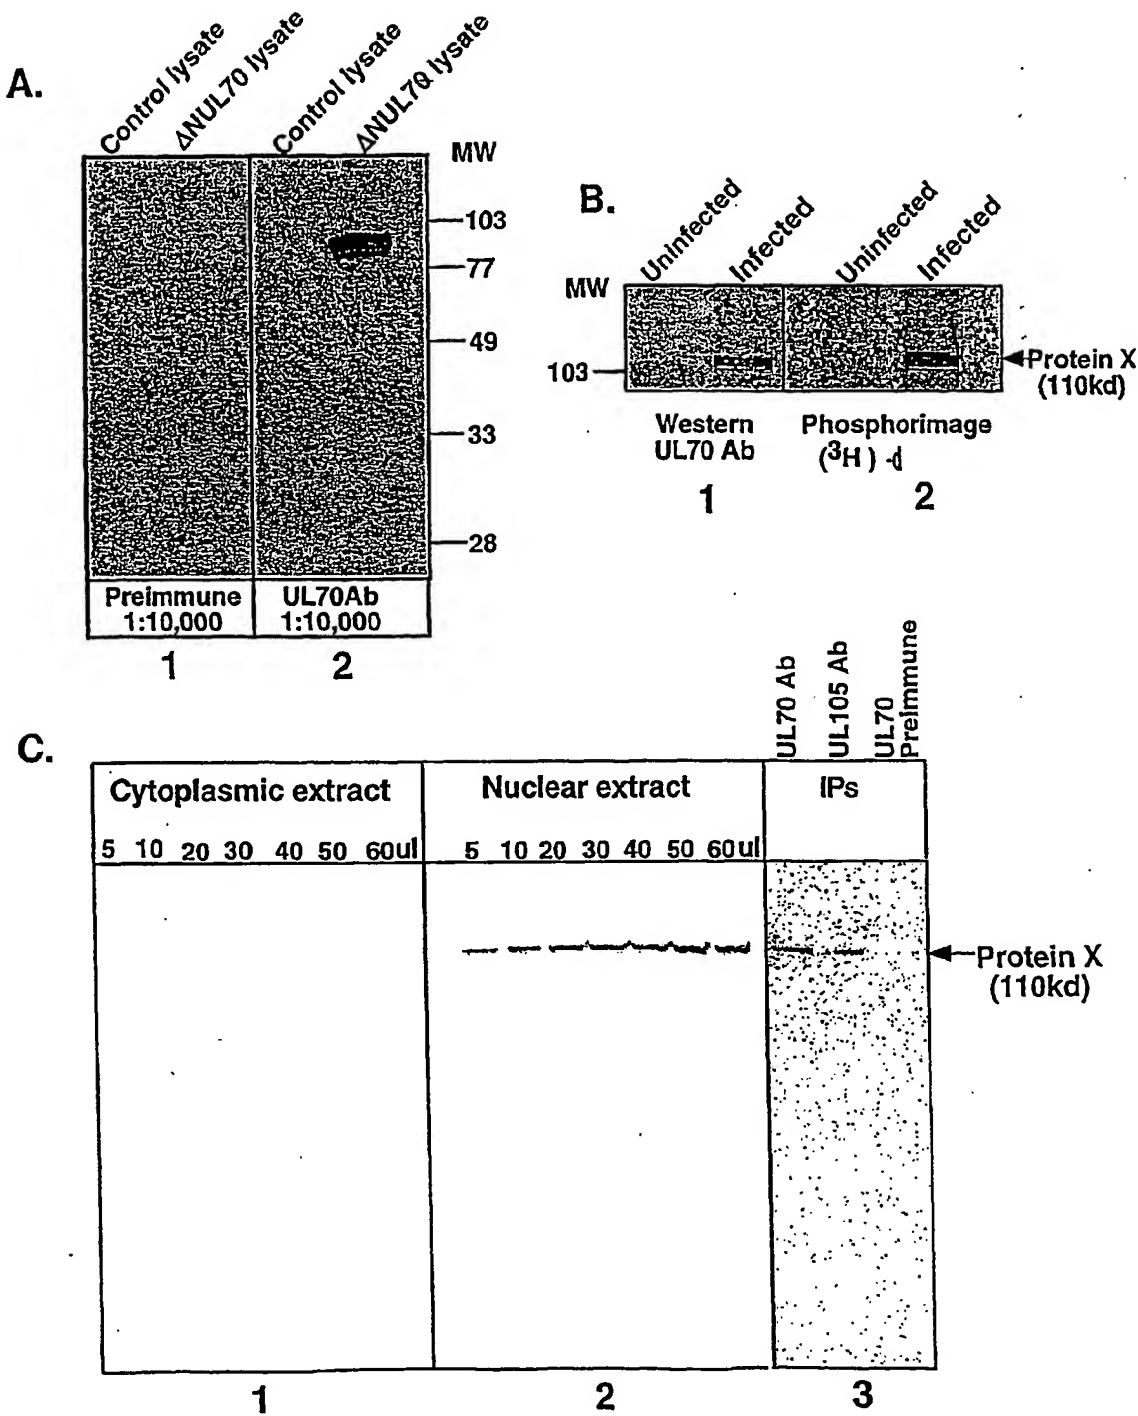 A.
Control lysate
ΔNUL70 lysate
Control lysate
ΔNUL70 lysate
MW
103
77
49
33
28
Preimmune
1:10,000
UL70Ab
1:10,000
1
2
B.
Uninfected
Infected
Uninfected
Infected
MW
103
Protein X
(110kd)
Western
UL70 Ab
Phosphorimage
(³H) -d
1
2
C.
UL70 Ab
UL105 Ab
UL70
Preimmune
Cytoplasmic extract
Nuclear extract
IPs
5 10 20 30 40 50 60ul
5 10 20 30 40 50 60ul
Protein X
(110kd)
1
2
3